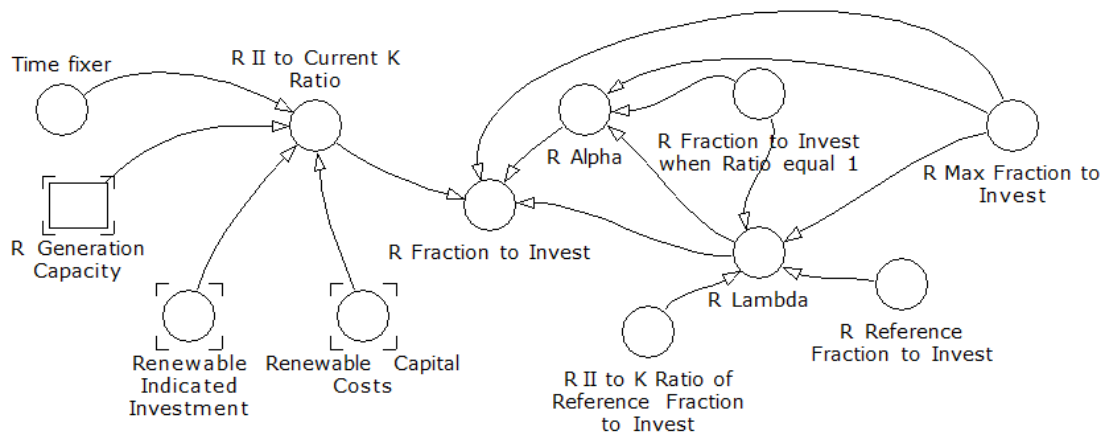 Time fixer
R II to Current K
Ratio
R Generation
Capacity
Renewable
Indicated
Investment
Renewable Capital
Costs
R Fraction to Invest
R Alpha
R Fraction to Invest
when Ratio equal 1
R Max Fraction to
Invest
R Lambda
R II to K Ratio of
Reference Fraction
to Invest
R Reference
Fraction to Invest